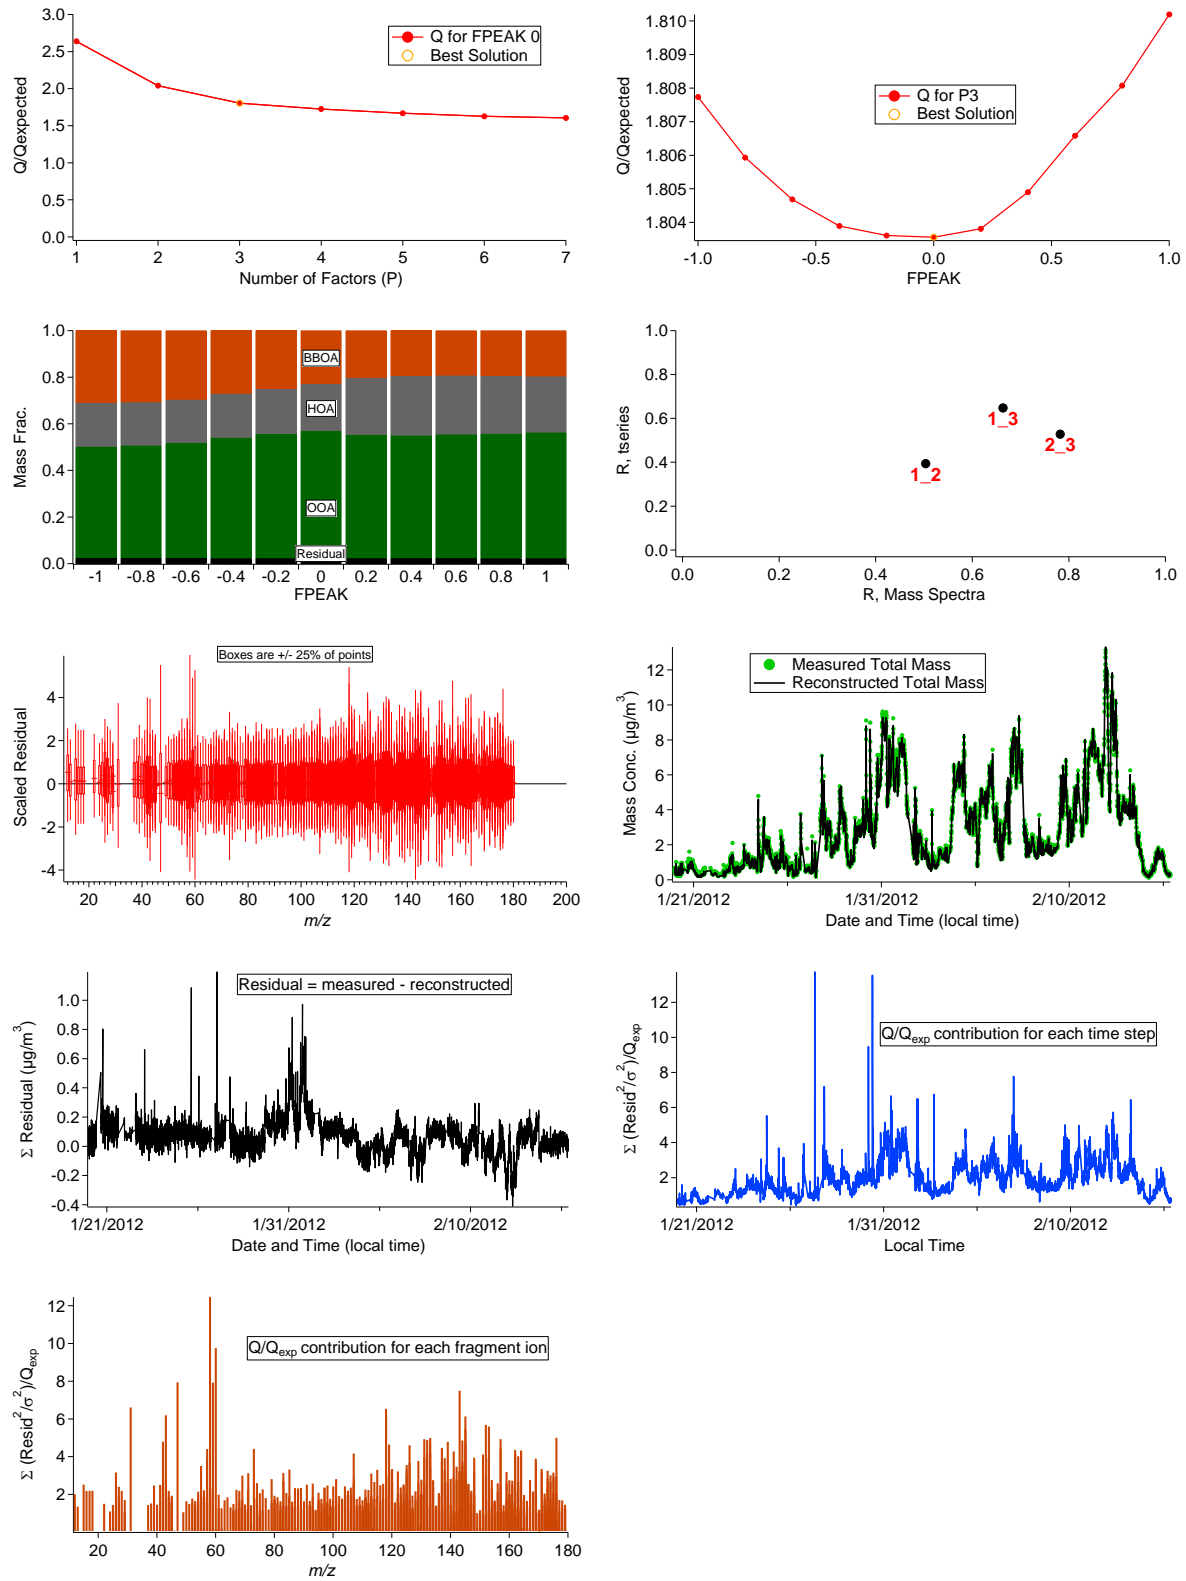 3.0
2.5
2.0
1.5
1.0
0.5
0.0
Q/Qexpected
Q for FPEAK 0
Best Solution
1 2 3 4 5 6 7
Number of Factors (P)
1.810
1.808
1.807
1.806
1.805
1.804
Q/Qexpected
Q for P3
Best Solution
-1.0 -0.5 0.0 0.5 1.0
FPEAK
1.0
0.8
0.6
0.4
0.2
0.0
Mass Frac.
BBOA
HOA
OOA
Residual
-1 -0.8 -0.6 -0.4 -0.2 0 0.2 0.4 0.6 0.8 1
FPEAK
1.0
0.8
0.6
0.4
0.2
0.0
R, tseries
1_3
2_3
1_2
0.0 0.2 0.4 0.6 0.8 1.0
R, Mass Spectra
Boxes are +/- 25% of points
4
2
0
-2
-4
Scaled Residual
20 40 60 80 100 120 140 160 180 200
m/z
12
10
8
6
4
2
0
Mass Conc. (µg/m³)
Measured Total Mass
Reconstructed Total Mass
1/21/2012 1/31/2012 2/10/2012
Date and Time (local time)
Residual = measured - reconstructed
1.0
0.8
0.6
0.4
0.2
0.0
-0.2
-0.4
Σ Residual (µg/m³)
1/21/2012 1/31/2012 2/10/2012
Date and Time (local time)
12
10
8
6
4
2
Σ (Resid²/σ²)/Qexp
Q/Qexp contribution for each time step
1/21/2012 1/31/2012 2/10/2012
Local Time
12
10
8
6
4
2
Σ (Resid²/σ²)/Qexp
Q/Qexp contribution for each fragment ion
20 40 60 80 100 120 140 160 180
m/z